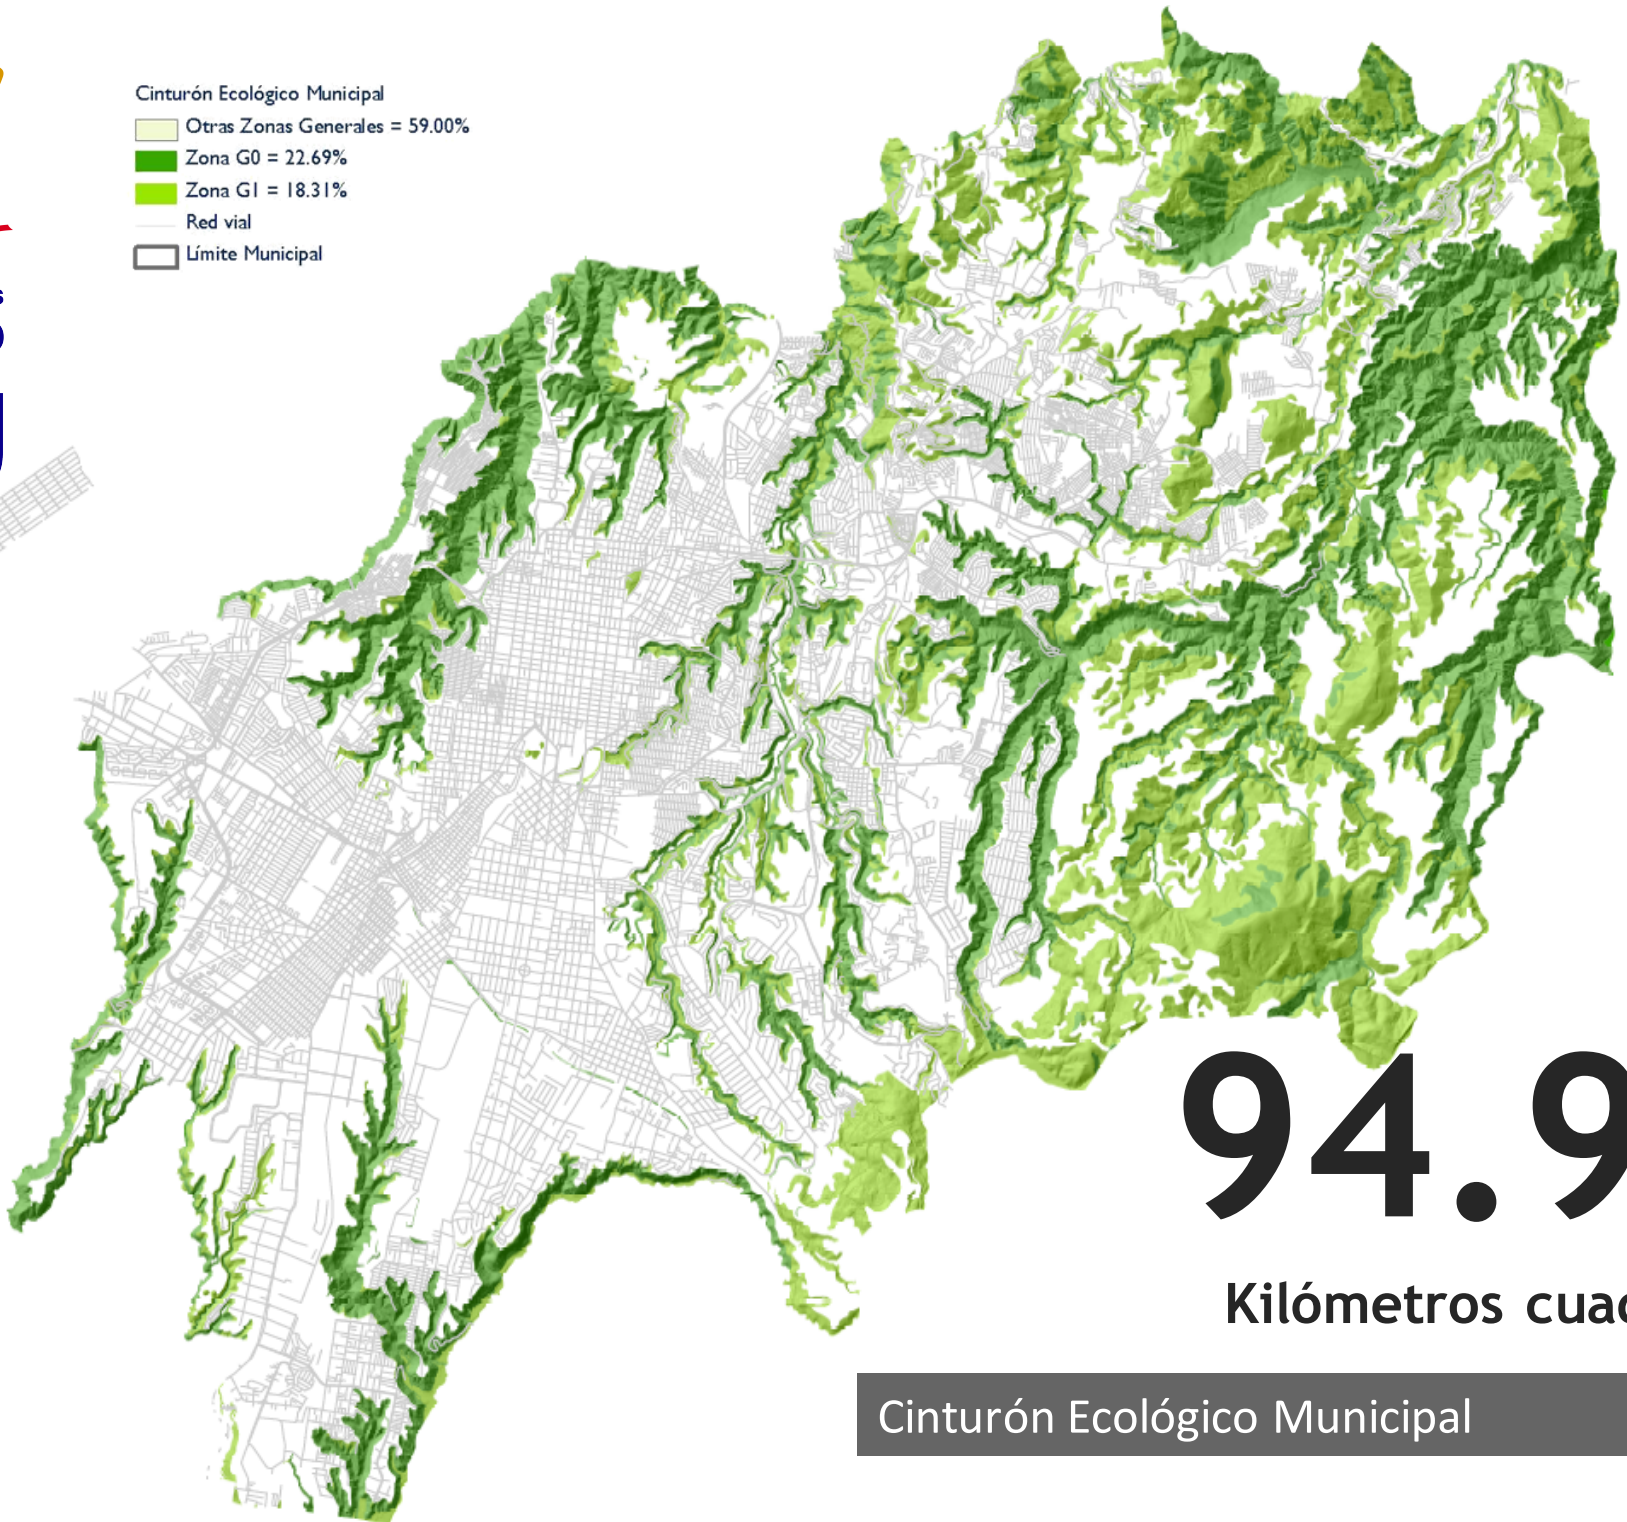 Cinturón Ecológico Municipal
Otras Zonas Generales = 59.00%
Zona G0 = 22.69%
Zona G1 = 18.31%
Red vial
Límite Municipal
94.9
Kilómetros cuad
Cinturón Ecológico Municipal